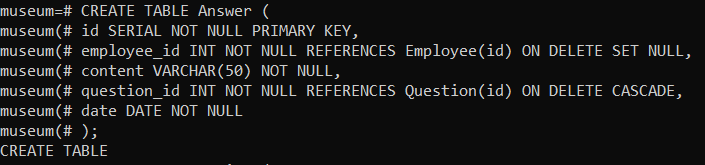 museum=# CREATE TABLE Answer (
museum(# id SERIAL NOT NULL PRIMARY KEY,
museum(# employee_id INT NOT NULL REFERENCES Employee(id) ON DELETE SET NULL,
museum(# content VARCHAR(50) NOT NULL,
museum(# question_id INT NOT NULL REFERENCES Question(id) ON DELETE CASCADE,
museum(# date DATE NOT NULL
museum(# );
CREATE TABLE